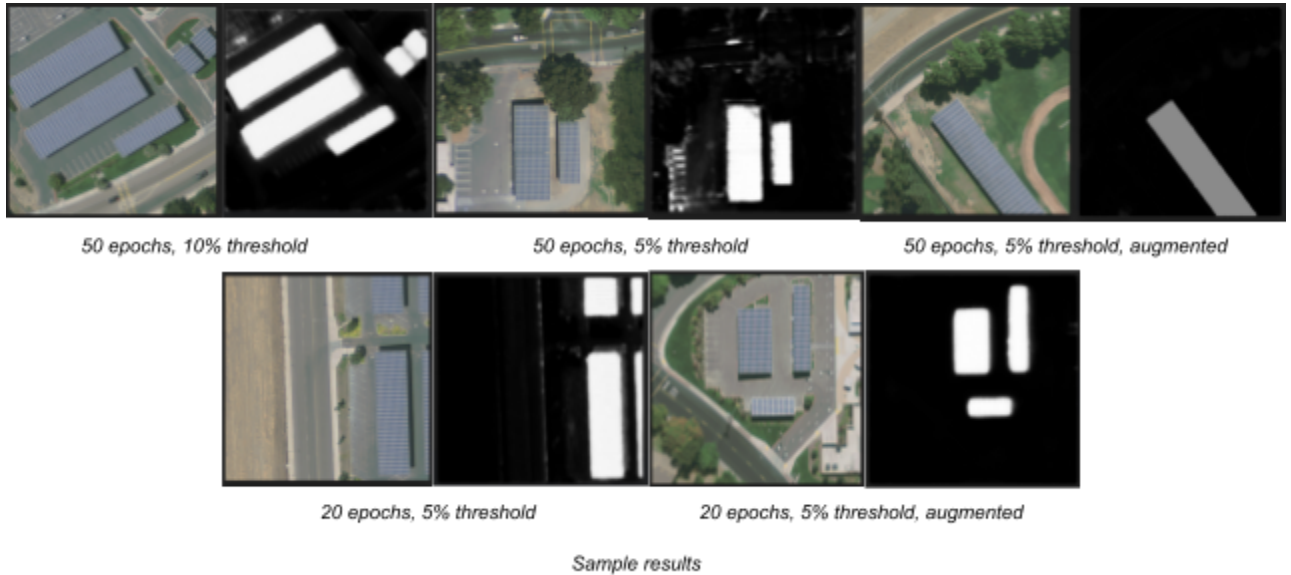 50 epochs, 10% threshold
50 epochs, 5% threshold
50 epochs, 5% threshold, augmented
20 epochs, 5% threshold
20 epochs, 5% threshold, augmented
Sample results